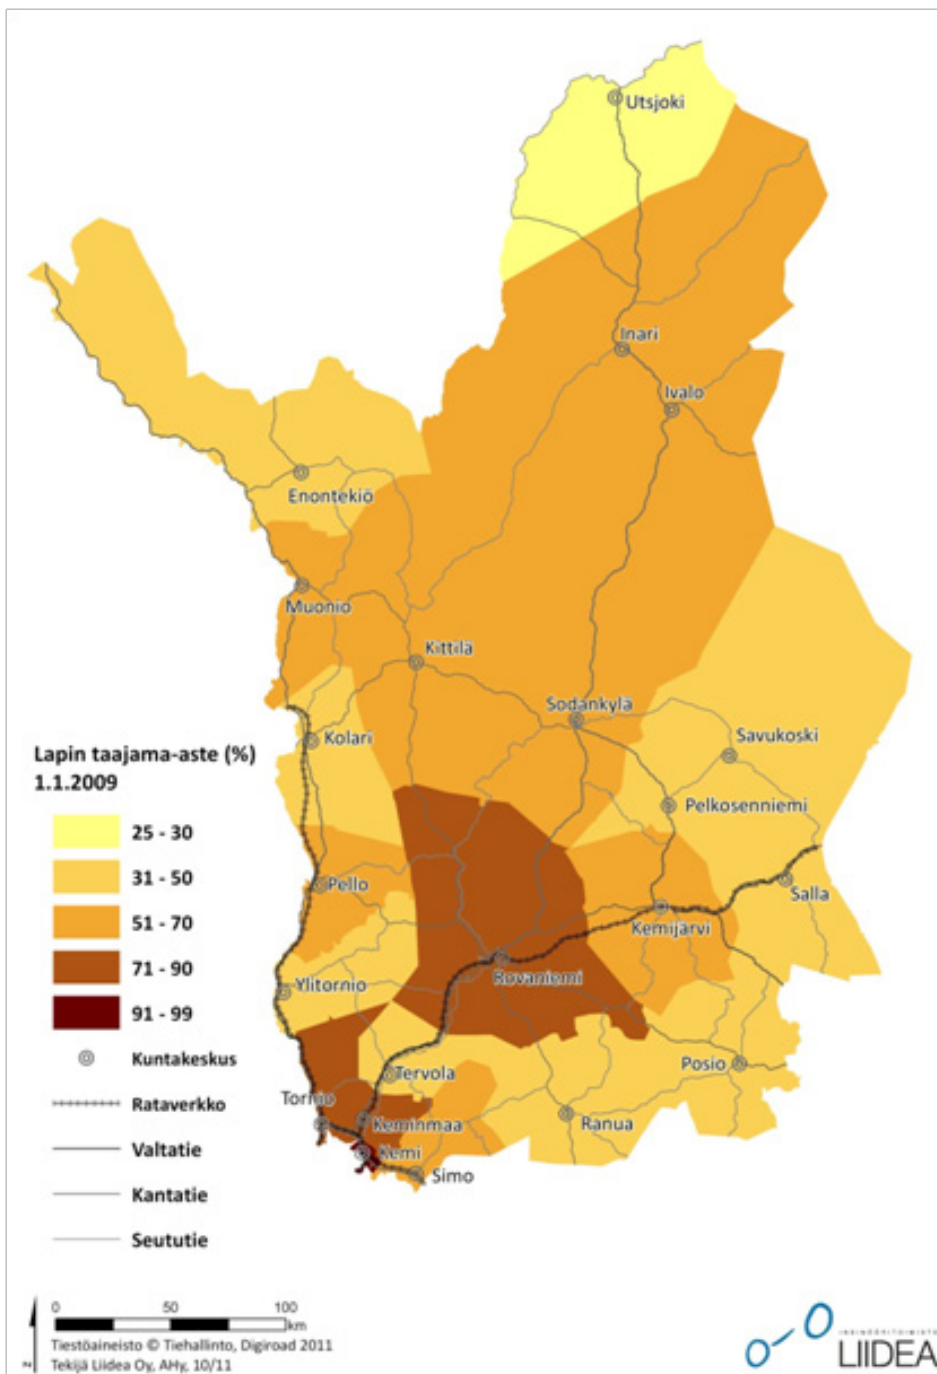 Utsjoki
Inari
Ivalo
Enontekiö
Muonio
Kittilä
Sodankylä
Kolari
Savukoski
Pelkosenniemi
Pello
Salla
Kemijärvi
Rovaniemi
Ylitornio
Posio
Tervola
Tornio
Keminmaa
Ranua
Kemi
Simo
Lapin taajama-aste (%)
1.1.2009
25 - 30
31 - 50
51 - 70
71 - 90
91 - 99
Kuntakeskus
Rataverkko
Valtatie
Kantatie
Seututie
0 50 100
km
N
Tiestöaineisto © Tiehallinto, Digiroad 2011
Tekijä Liidea Oy, AHy, 10/11
INSINÖÖRITOIMISTO
LIIDEA